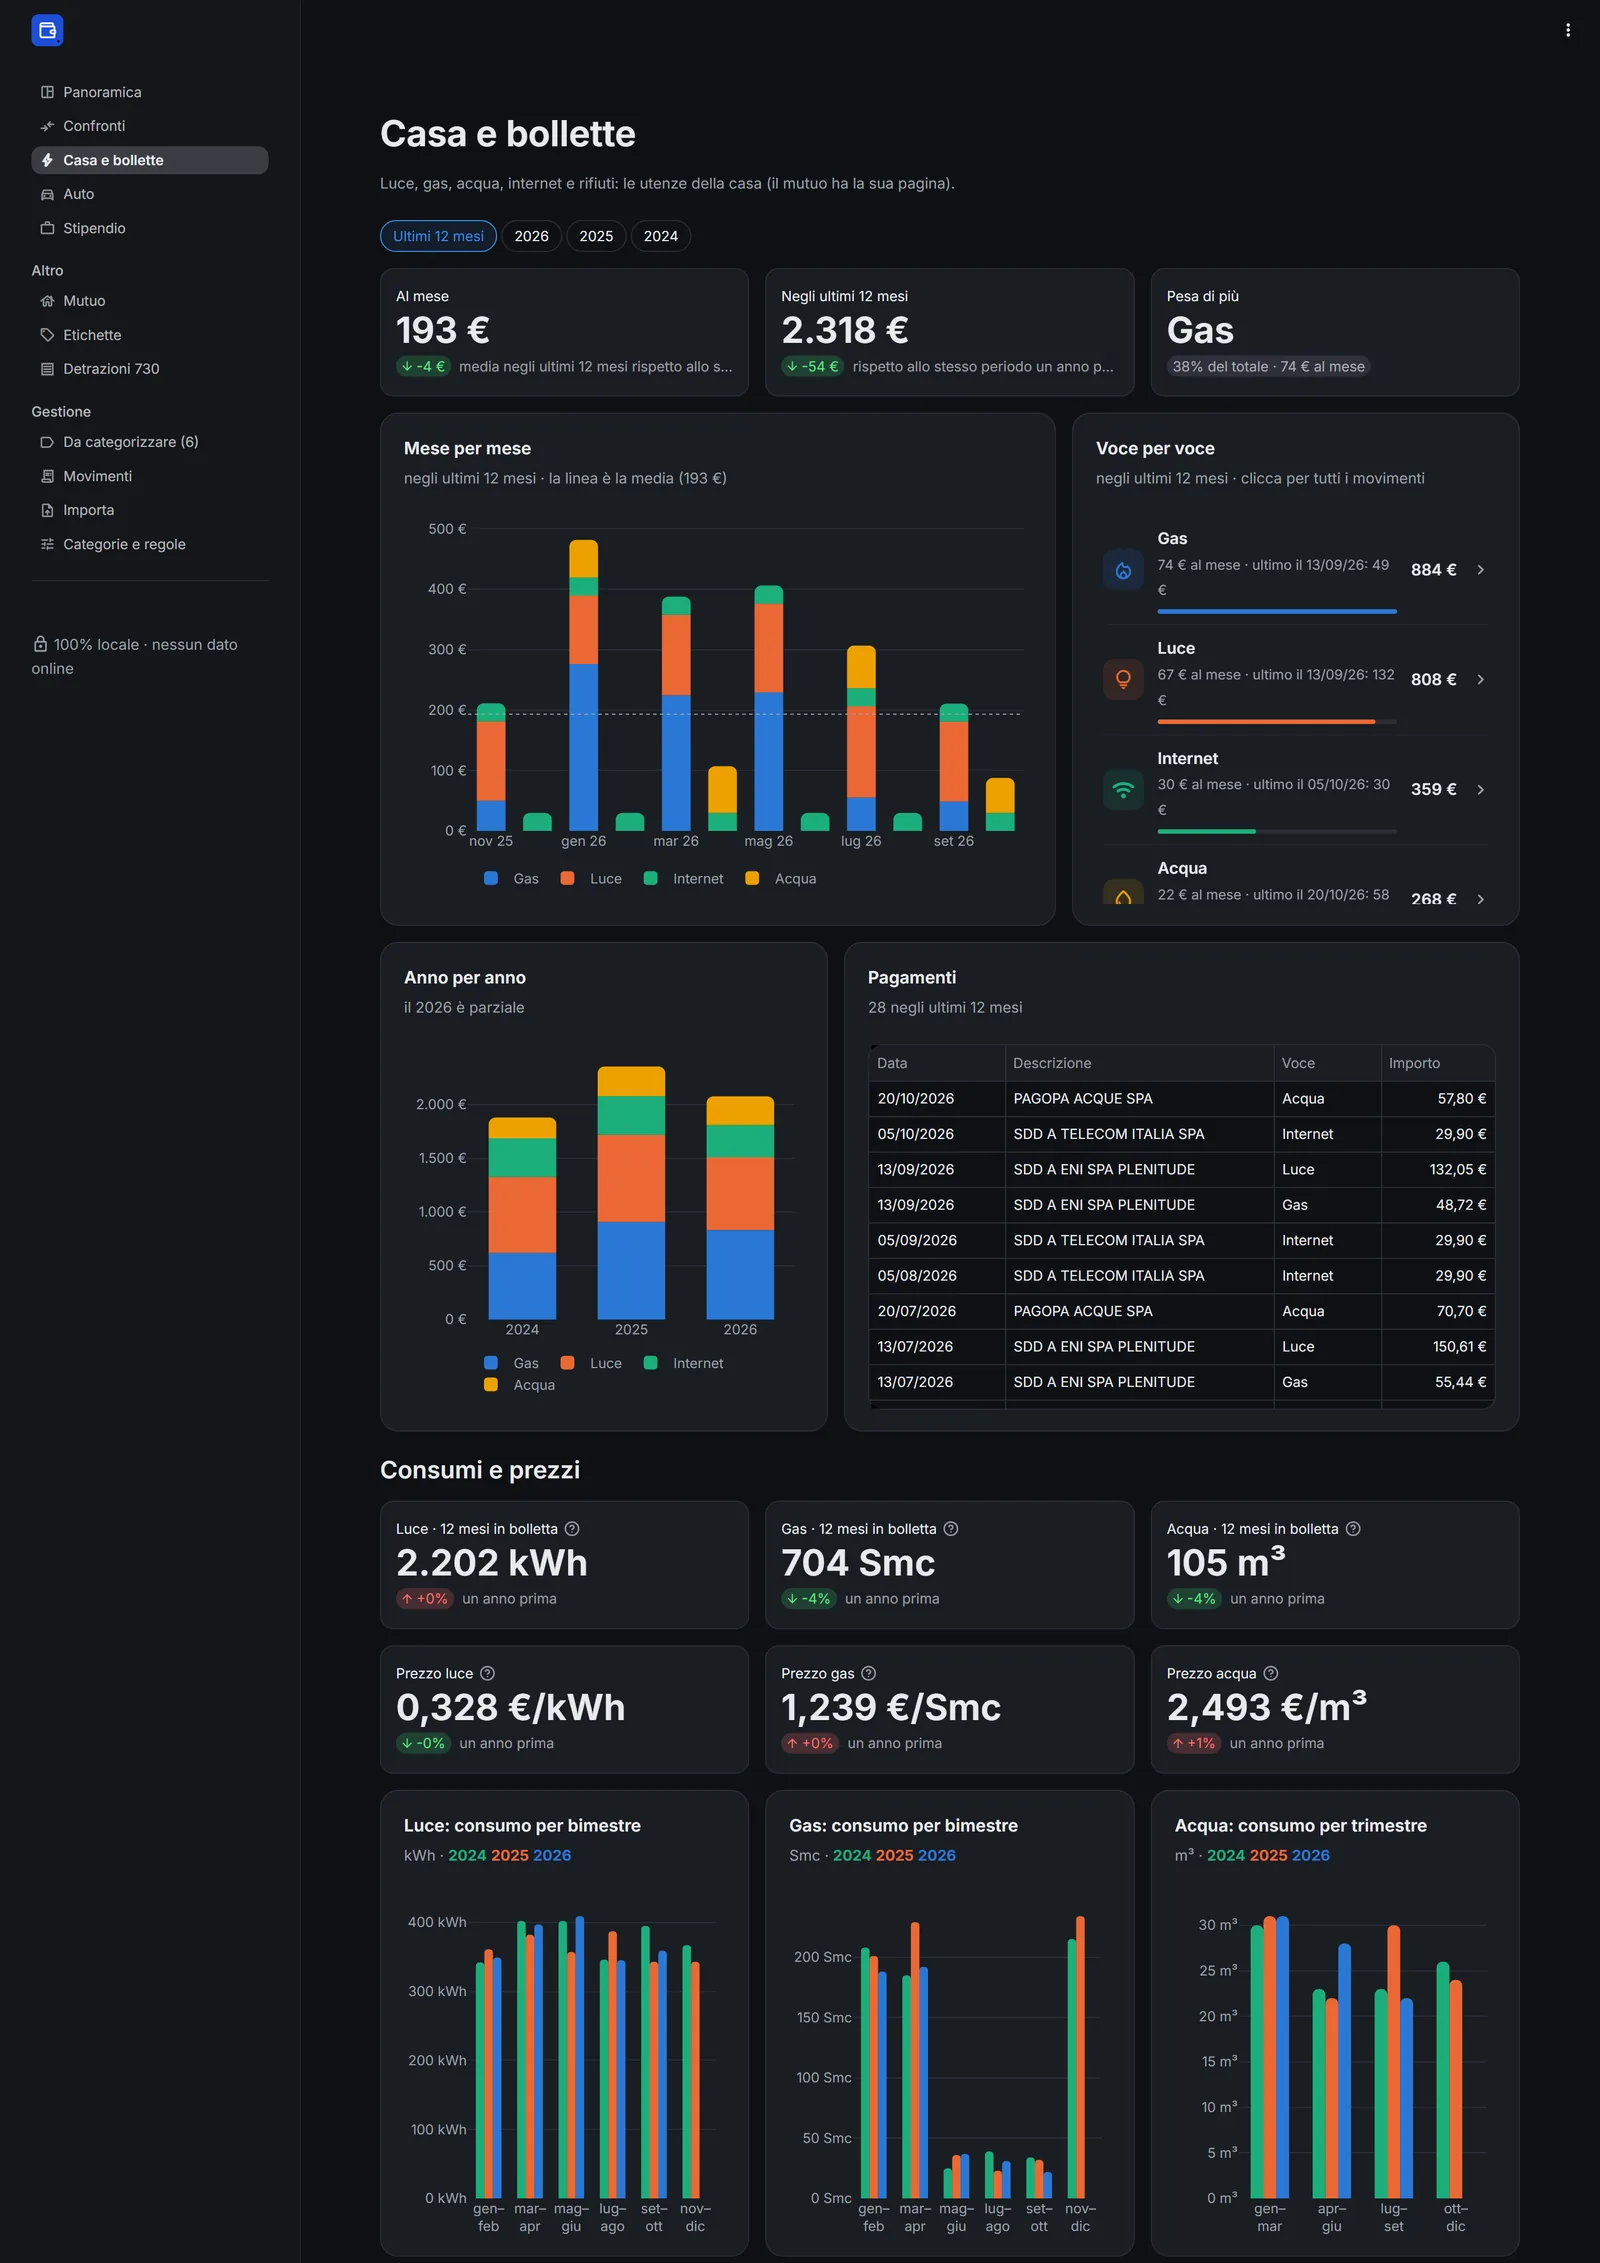 Panoramica
Confronti
Casa e bollette
Auto
Stipendio
Altro
Mutuo
Etichette
Detrazioni 730
Gestione
Da categorizzare (6)
Movimenti
Importa
Categorie e regole
100% locale · nessun dato
online
Casa e bollette
Luce, gas, acqua, internet e rifiuti: le utenze della casa (il mutuo ha la sua pagina).
Ultimi 12 mesi 2026 2025 2024
Al mese
193 €
-4 € media negli ultimi 12 mesi rispetto allo s…
Negli ultimi 12 mesi
2.318 €
-54 € rispetto allo stesso periodo un anno p…
Pesa di più
Gas
38% del totale · 74 € al mese
Mese per mese
negli ultimi 12 mesi · la linea è la media (193 €)
500 €
400 €
300 €
200 €
100 €
0 €
nov 25 gen 26 mar 26 mag 26 lug 26 set 26
Gas Luce Internet Acqua
Voce per voce
negli ultimi 12 mesi · clicca per tutti i movimenti
Gas
74 € al mese · ultimo il 13/09/26: 49
€
884 €
Luce
67 € al mese · ultimo il 13/09/26: 132
€
808 €
Internet
30 € al mese · ultimo il 05/10/26: 30
€
359 €
Acqua
22 € al mese · ultimo il 20/10/26: 58
268 €
Anno per anno
il 2026 è parziale
2.000 €
1.500 €
1.000 €
500 €
0 €
2024 2025 2026
Gas Luce Internet
Acqua
Pagamenti
28 negli ultimi 12 mesi
Data Descrizione Voce Importo
20/10/2026 PAGOPA ACQUE SPA Acqua 57,80 €
05/10/2026 SDD A TELECOM ITALIA SPA Internet 29,90 €
13/09/2026 SDD A ENI SPA PLENITUDE Luce 132,05 €
13/09/2026 SDD A ENI SPA PLENITUDE Gas 48,72 €
05/09/2026 SDD A TELECOM ITALIA SPA Internet 29,90 €
05/08/2026 SDD A TELECOM ITALIA SPA Internet 29,90 €
20/07/2026 PAGOPA ACQUE SPA Acqua 70,70 €
13/07/2026 SDD A ENI SPA PLENITUDE Luce 150,61 €
13/07/2026 SDD A ENI SPA PLENITUDE Gas 55,44 €
Consumi e prezzi
Luce · 12 mesi in bolletta
2.202 kWh
+0% un anno prima
Gas · 12 mesi in bolletta
704 Smc
-4% un anno prima
Acqua · 12 mesi in bolletta
105 m³
-4% un anno prima
Prezzo luce
0,328 €/kWh
-0% un anno prima
Prezzo gas
1,239 €/Smc
+0% un anno prima
Prezzo acqua
2,493 €/m³
+1% un anno prima
Luce: consumo per bimestre
kWh · 2024 2025 2026
400 kWh
300 kWh
200 kWh
100 kWh
0 kWh
gen– mar– mag– lug– set– nov–
feb apr giu ago ott dic
Gas: consumo per bimestre
Smc · 2024 2025 2026
200 Smc
150 Smc
100 Smc
50 Smc
0 Smc
gen– mar– mag– lug– set– nov–
feb apr giu ago ott dic
Acqua: consumo per trimestre
m³ · 2024 2025 2026
30 m³
25 m³
20 m³
15 m³
10 m³
5 m³
0 m³
gen– apr– lug– ott–
mar giu set dic